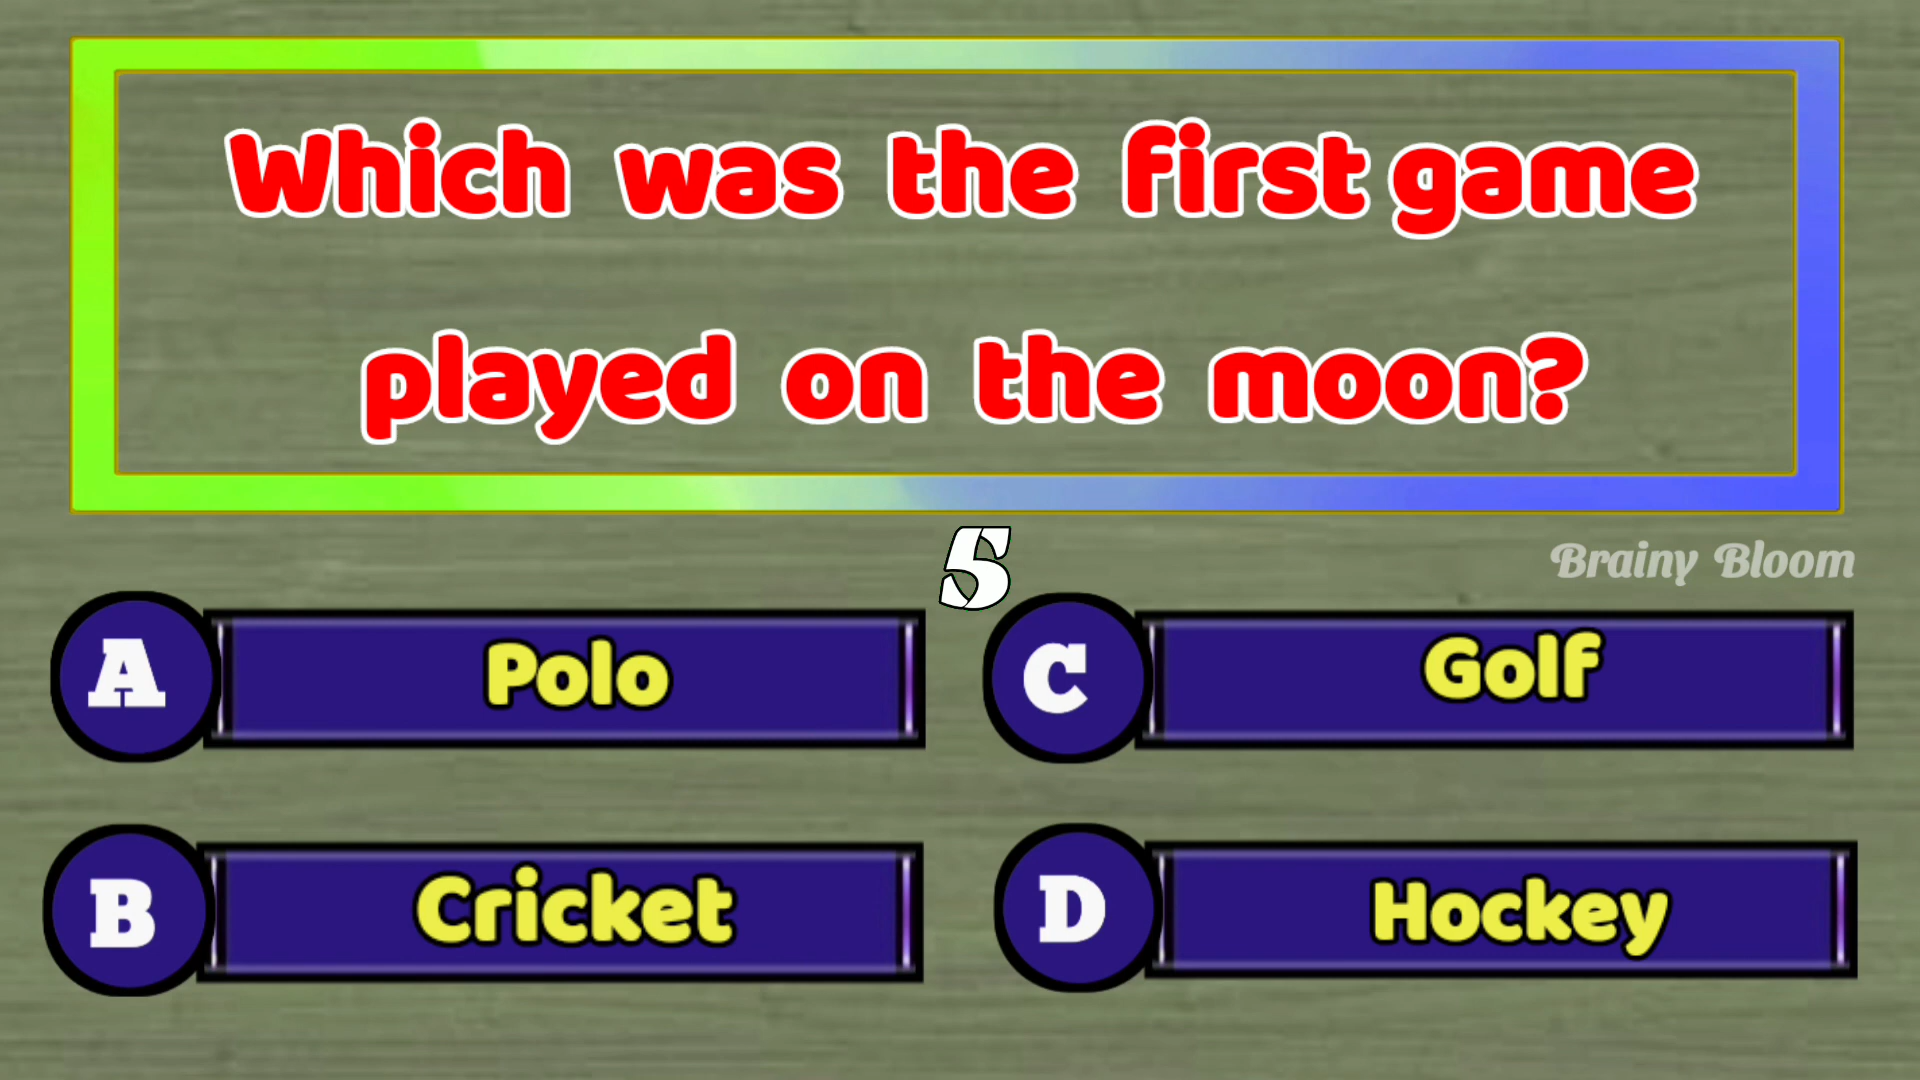 Which was the first game
played on the moon?
5
Brainy Bloom
A Polo
C Golf
B Cricket
D Hockey